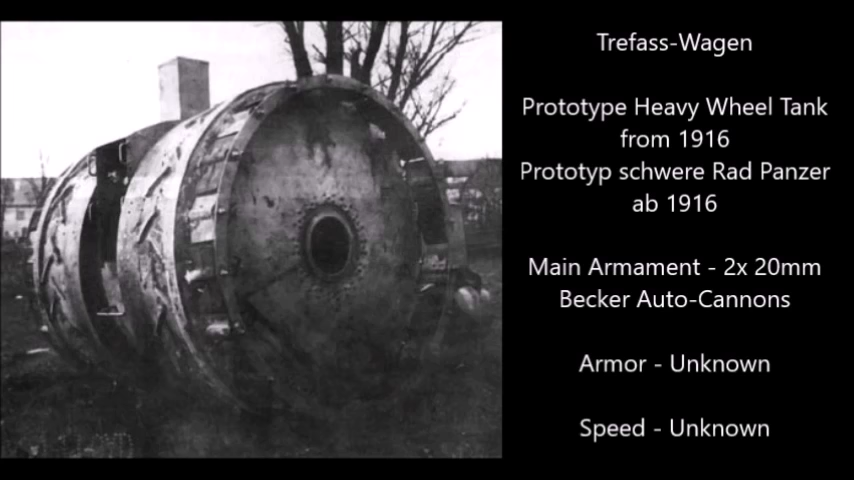 Trefass-Wagen
Prototype Heavy Wheel Tank
from 1916
Prototyp schwere Rad Panzer
ab 1916
Main Armament - 2x 20mm
Becker Auto-Cannons
Armor - Unknown
Speed - Unknown